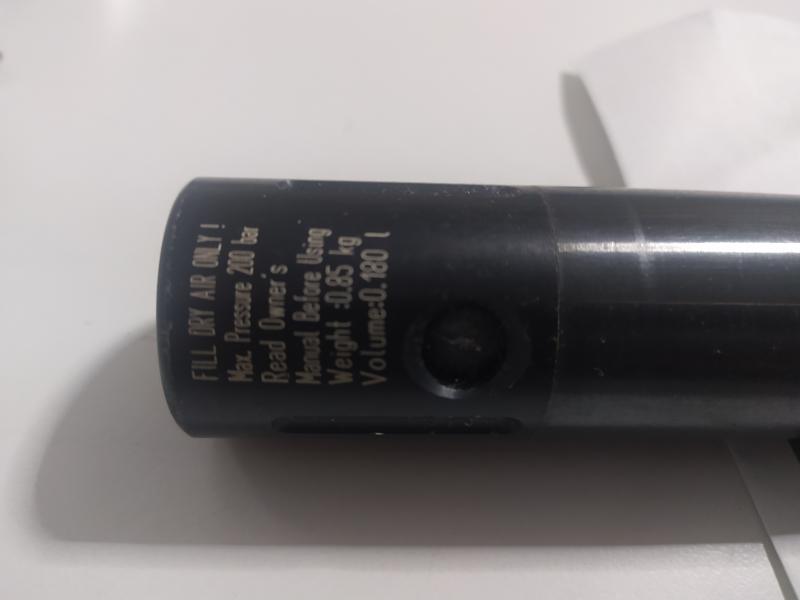 FILL DRY AIR ONLY !
Max. Pressure 200 bar
Read Owner's
Manual Before Using
Weight :0.85 kg
Volume:0.180 l